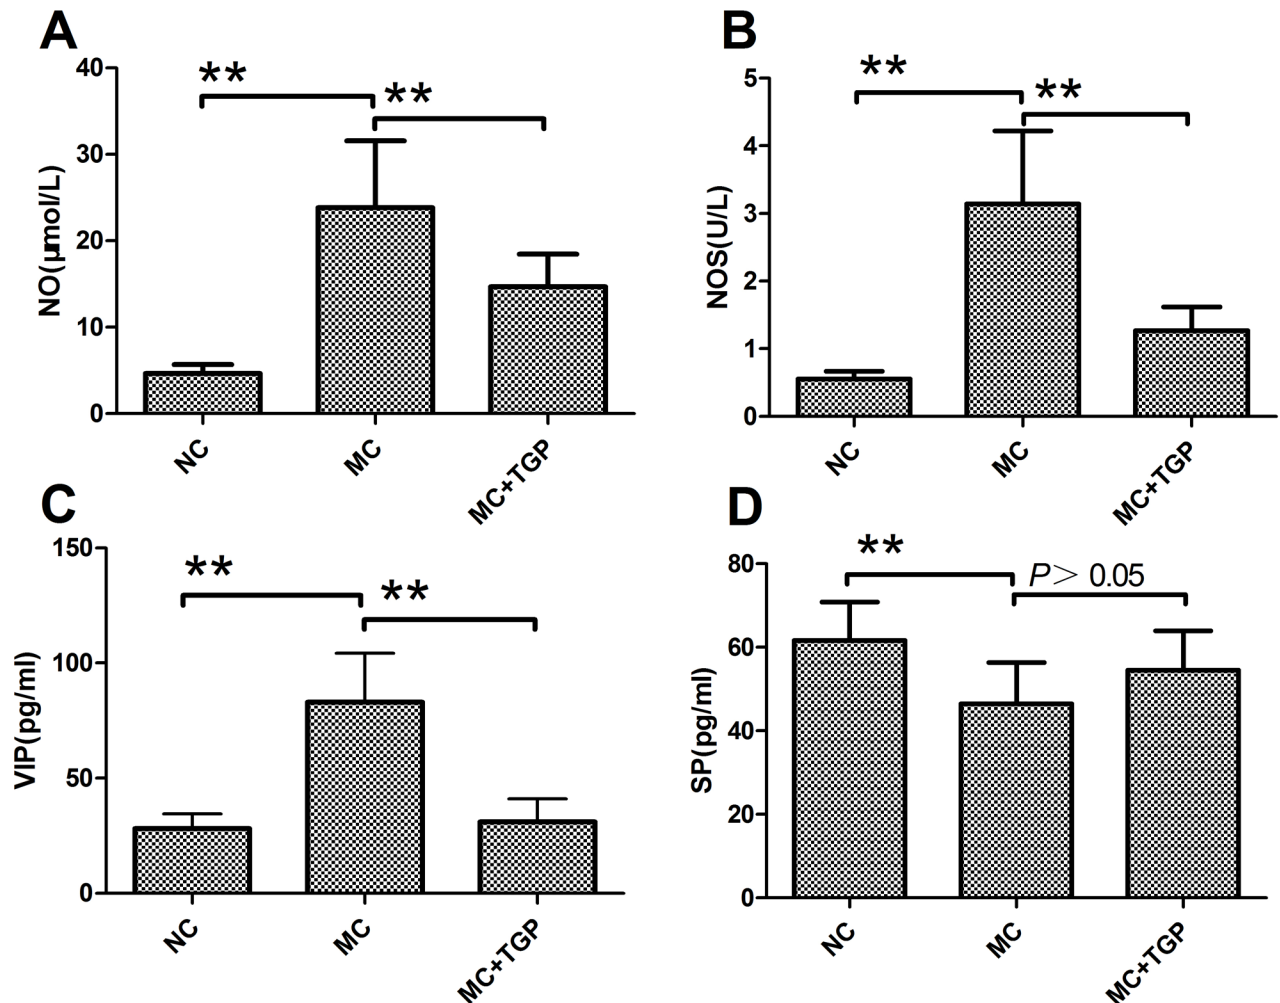 A
NO(μmol/L)
40
30
20
10
0
**
**
NC
MC
MC+TGP
B
NOS(U/L)
5
4
3
2
1
0
**
**
NC
MC
MC+TGP
C
VIP(pg/ml)
150
100
50
0
**
**
NC
MC
MC+TGP
D
SP(pg/ml)
80
60
40
20
0
**
P＞ 0.05
NC
MC
MC+TGP